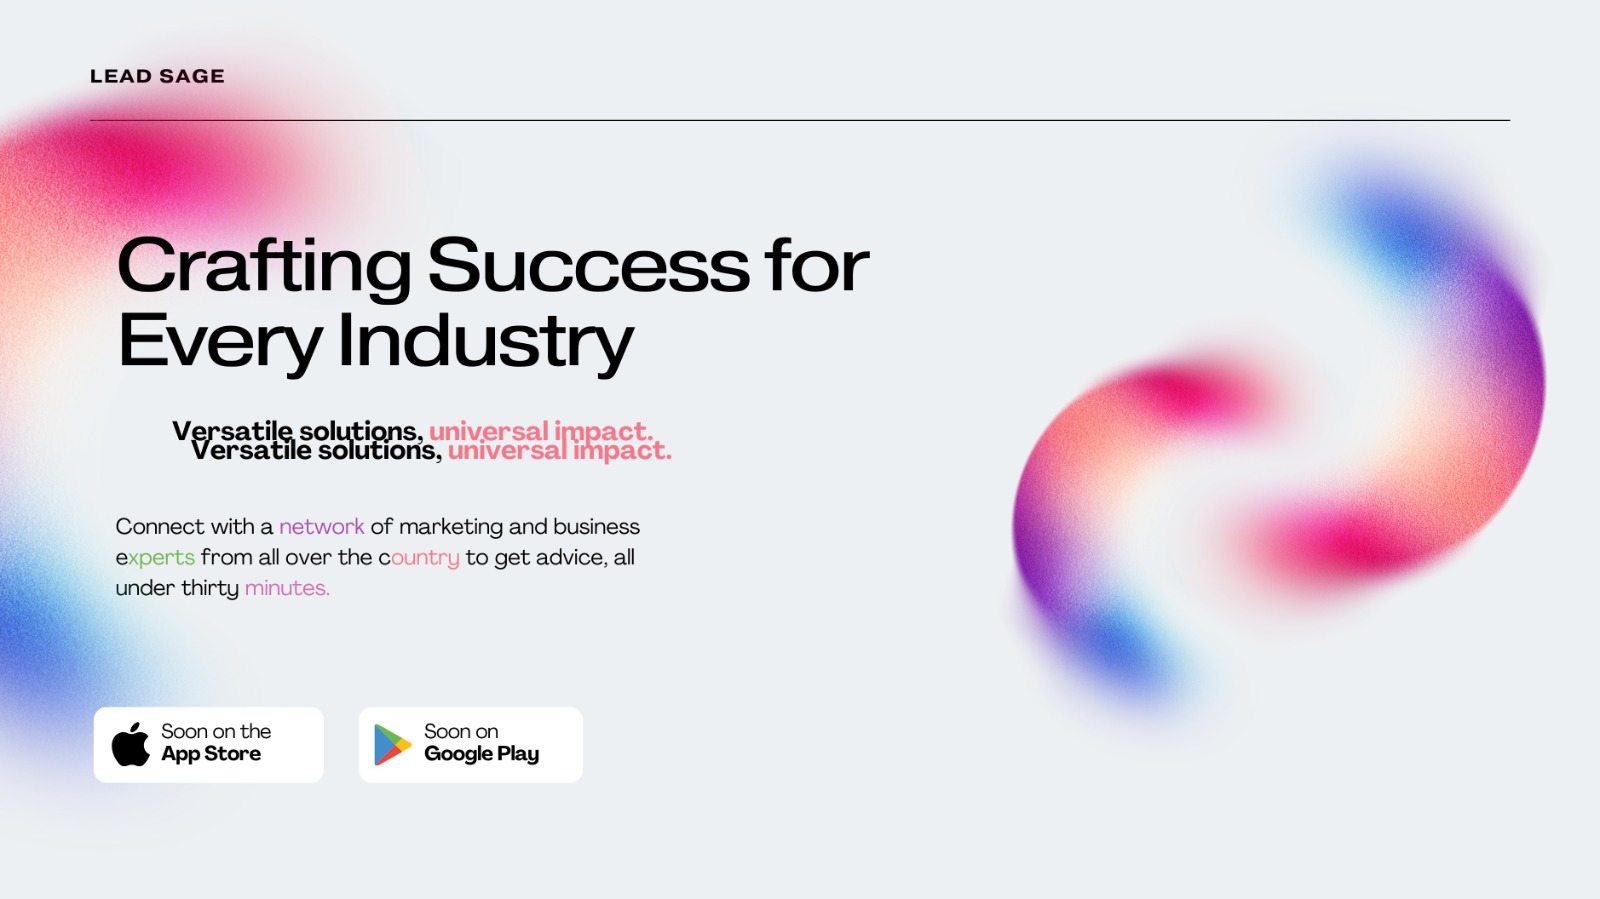 LEAD SAGE
Crafting Success for
Every Industry
Versatile solutions, universal impact.
Versatile solutions, universal impact.
Connect with a network of marketing and business
experts from all over the country to get advice, all
under thirty minutes.
Soon on the
App Store
Soon on
Google Play